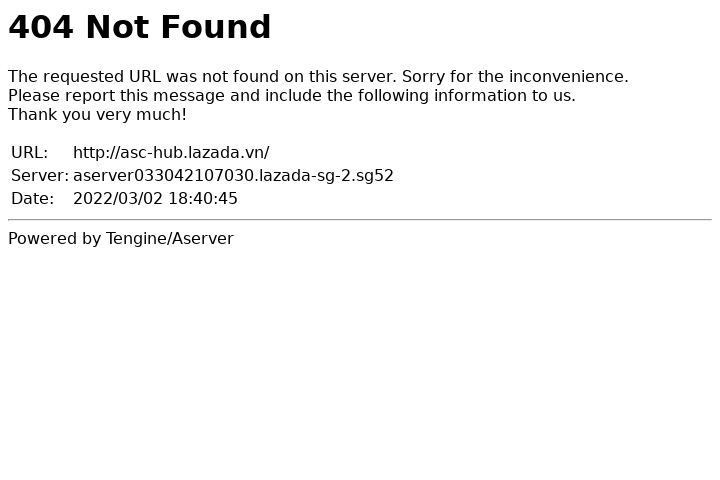 404 Not Found
The requested URL was not found on this server. Sorry for the inconvenience.
Please report this message and include the following information to us.
Thank you very much!
URL: http://asc-hub.lazada.vn/
Server: aserver033042107030.lazada-sg-2.sg52
Date: 2022/03/02 18:40:45
Powered by Tengine/Aserver